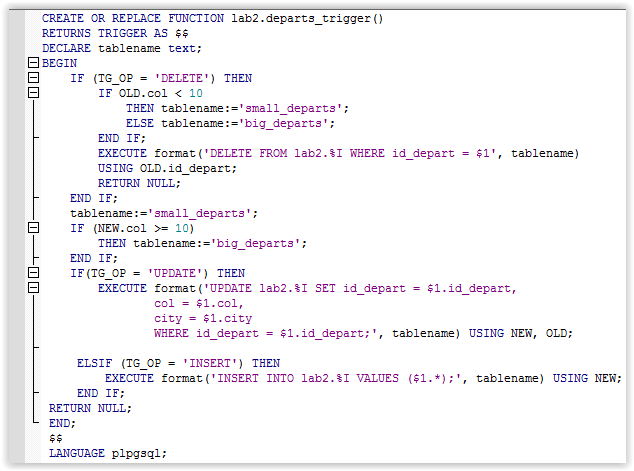 CREATE OR REPLACE FUNCTION lab2.departs_trigger()
RETURNS TRIGGER AS $$
DECLARE tablename text;
BEGIN
IF (TG_OP = 'DELETE') THEN
IF OLD.col < 10
THEN tablename:='small_departs';
ELSE tablename:='big_departs';
END IF;
EXECUTE format('DELETE FROM lab2.%I WHERE id_depart = $1', tablename)
USING OLD.id_depart;
RETURN NULL;
END IF;
tablename:='small_departs';
IF (NEW.col >= 10)
THEN tablename:='big_departs';
END IF;
IF(TG_OP = 'UPDATE') THEN
EXECUTE format('UPDATE lab2.%I SET id_depart = $1.id_depart,
col = $1.col,
city = $1.city
WHERE id_depart = $1.id_depart;', tablename) USING NEW, OLD;
ELSIF (TG_OP = 'INSERT') THEN
EXECUTE format('INSERT INTO lab2.%I VALUES ($1.*);', tablename) USING NEW;
END IF;
RETURN NULL;
END;
$$
LANGUAGE plpgsql;